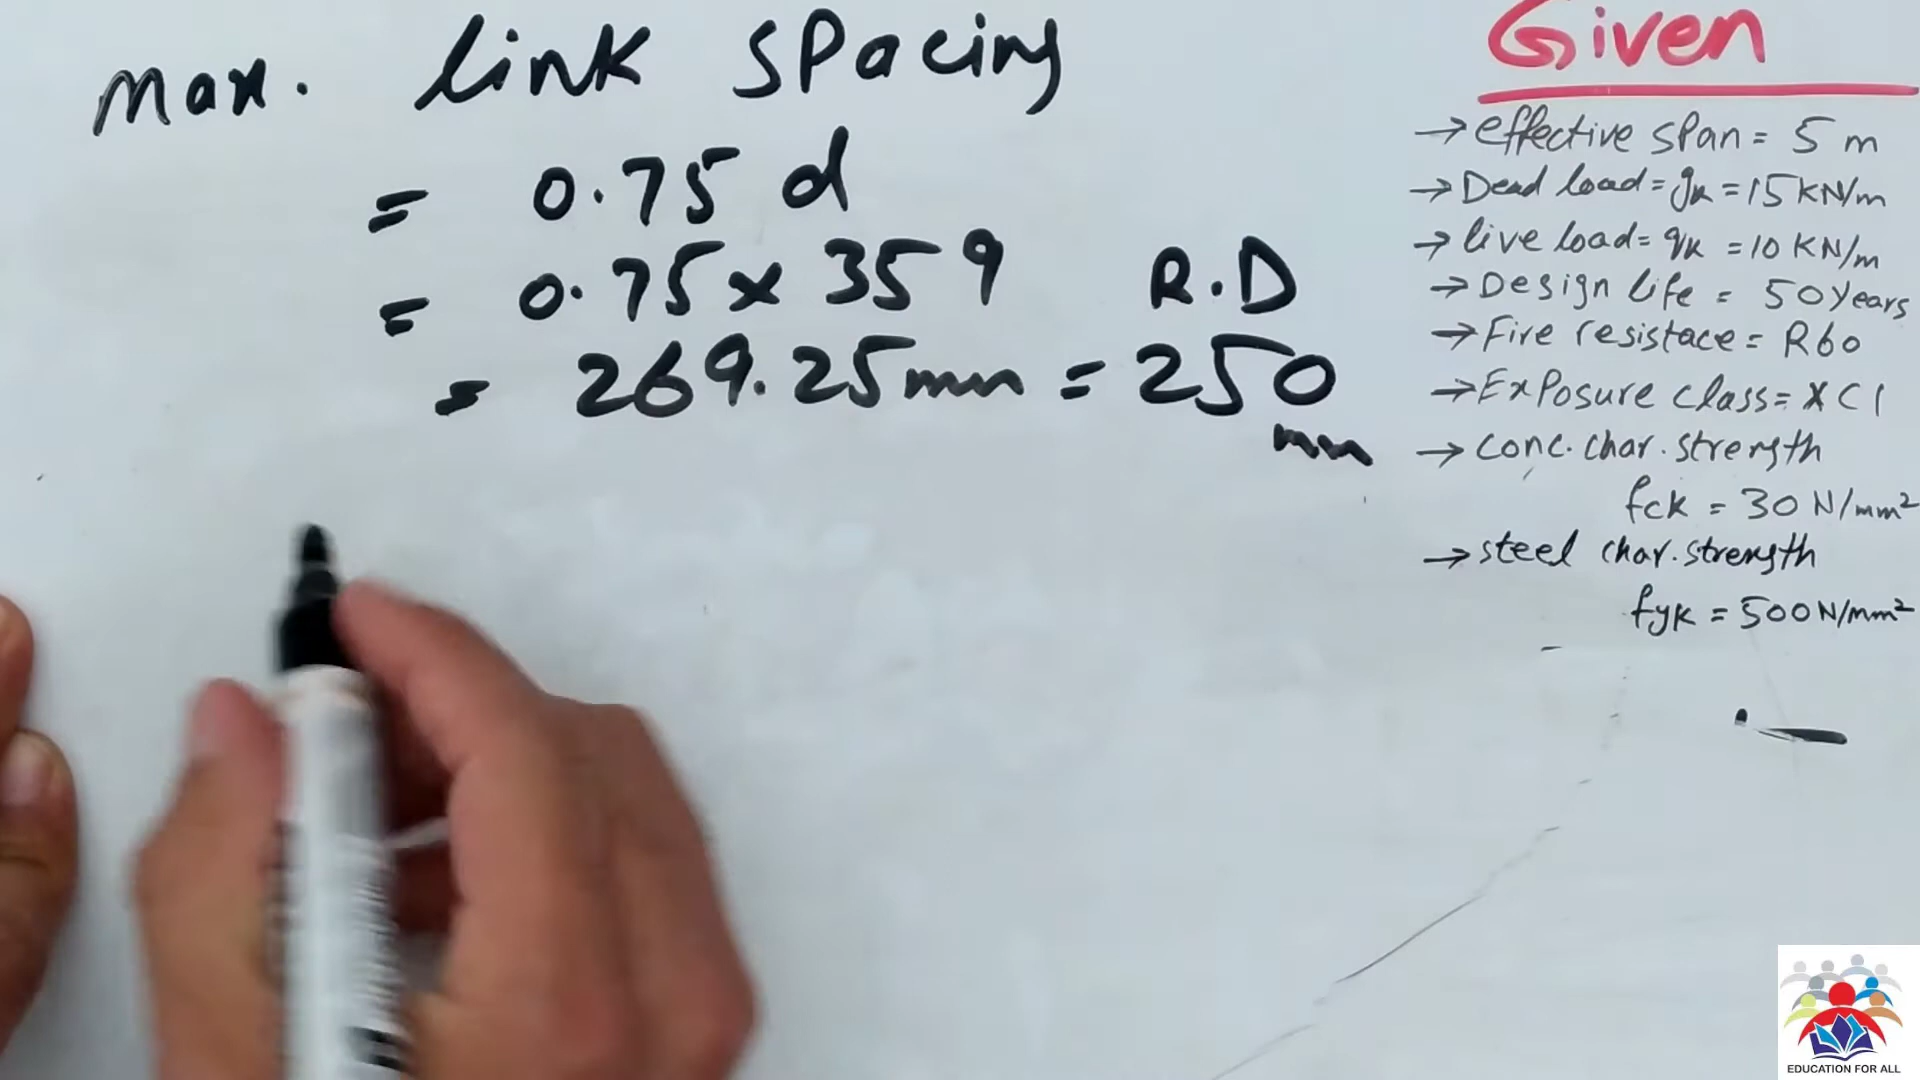 max. link spacing
= 0.75 d
= 0.75 x 359 R.D
= 269.25mm = 250
mm
Given
→ effective span = 5 m
→ Dead load = gk = 15 KN/m
→ live load = qk = 10 KN/m
→ Design life = 50 years
→ Fire resistace = R60
→ Exposure class = XC1
→ conc. char. strength
fck = 30 N/mm²
→ steel char. strength
fyk = 500 N/mm²
EDUCATION FOR ALL